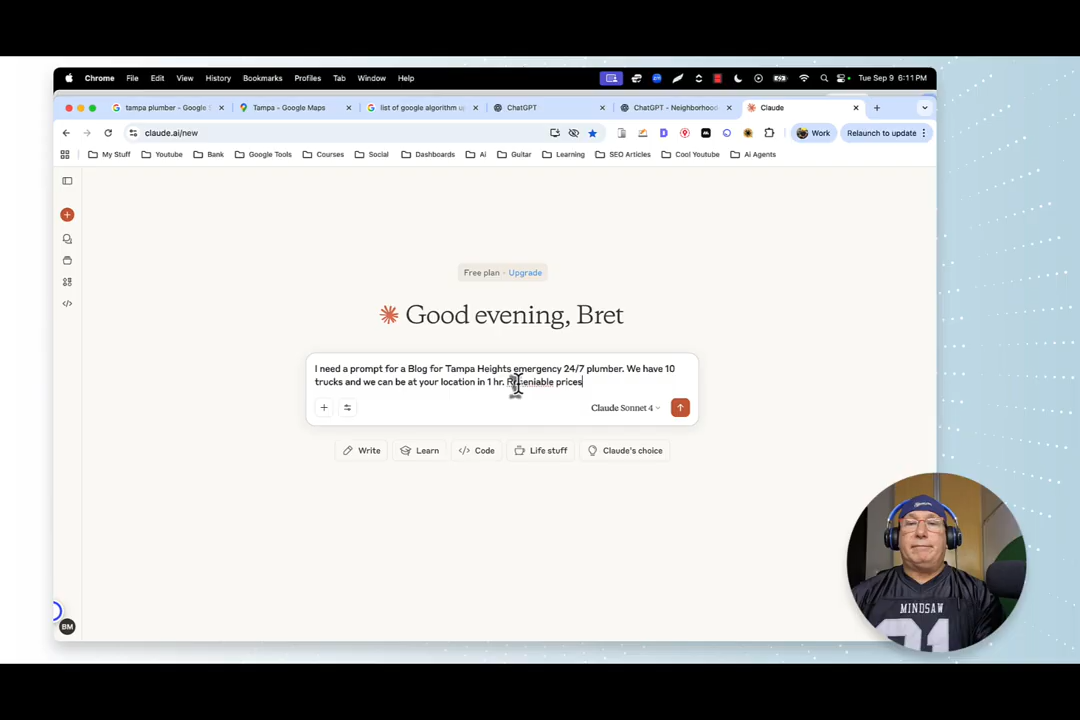 Chrome File Edit View History Bookmarks Profiles Tab Window Help
Tue Sep 9 6:11 PM
tampa plumber - Google
Tampa - Google Maps
list of google algorithm u
ChatGPT
ChatGPT - Neighborhood
Claude
claude.ai/new
Work
Relaunch to update
My Stuff Youtube Bank Google Tools Courses Social Dashboards Ai Guitar Learning SEO Articles Cool Youtube Ai Agents
Free plan · Upgrade
Good evening, Bret
I need a prompt for a Blog for Tampa Heights emergency 24/7 plumber. We have 10
trucks and we can be at your location in 1 hr. prices
Claude Sonnet 4
Write Learn Code Life stuff Claude's choice
BM
MINDSAW